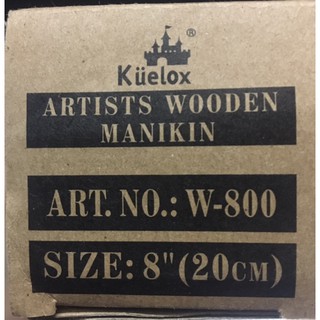 ®
Küelox
ARTISTS WOODEN
MANIKIN
ART. NO.: W-800
SIZE: 8" (20CM)